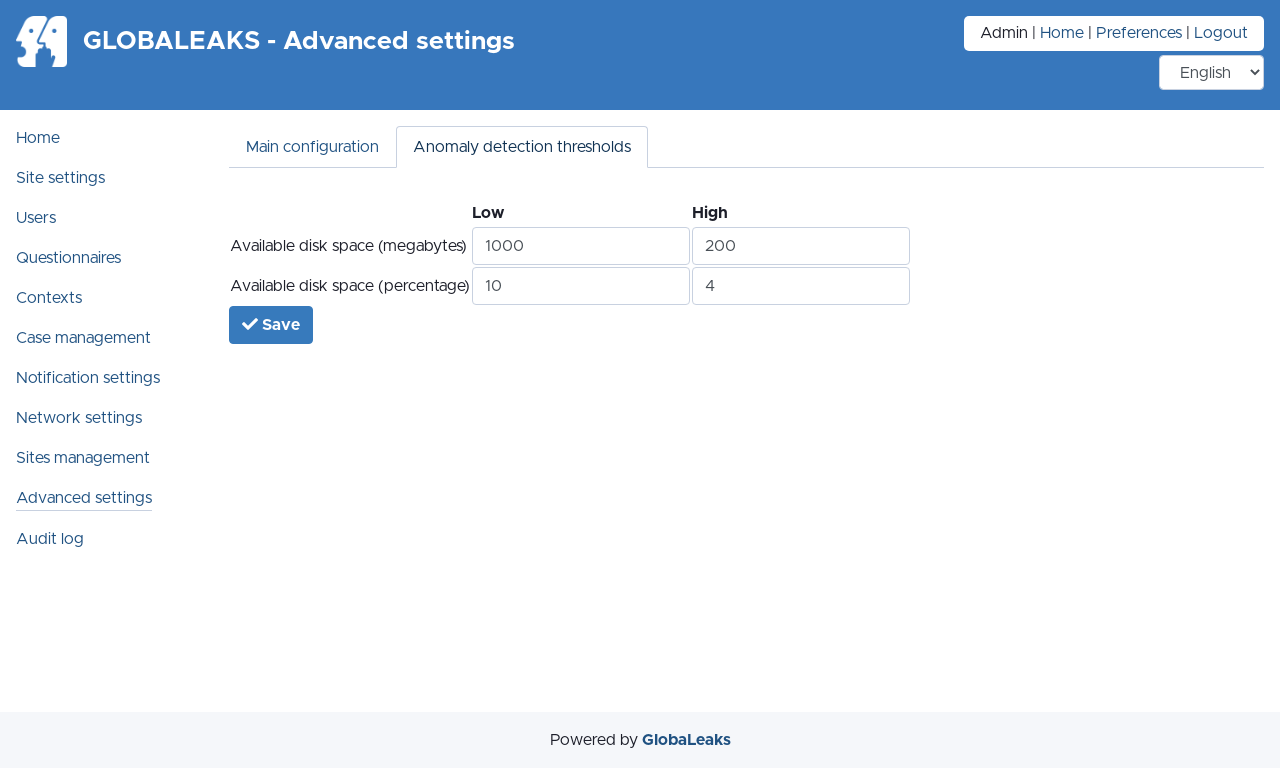 GLOBALEAKS - Advanced settings
Admin | Home | Preferences | Logout
English
Home
Site settings
Users
Questionnaires
Contexts
Case management
Notification settings
Network settings
Sites management
Advanced settings
Audit log
Main configuration
Anomaly detection thresholds
Low High
Available disk space (megabytes) 1000 200
Available disk space (percentage) 10 4
Save
Powered by GlobaLeaks